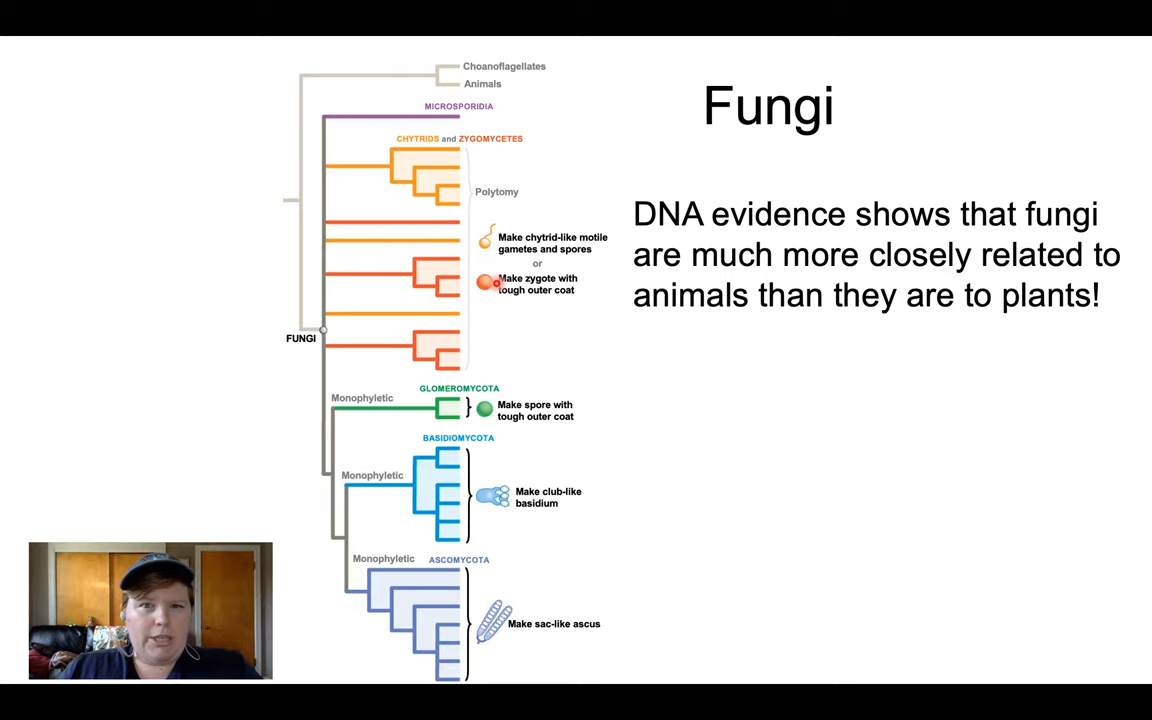 Choanoflagellates
Animals
MICROSPORIDIA
CHYTRIDS and ZYGOMYCETES
Polytomy
Make chytrid-like motile
gametes and spores
or
Make zygote with
tough outer coat
FUNGI
Monophyletic
GLOMEROMYCOTA
Make spore with
tough outer coat
BASIDIOMYCOTA
Monophyletic
Make club-like
basidium
Monophyletic
ASCOMYCOTA
Make sac-like ascus
Fungi
DNA evidence shows that fungi
are much more closely related to
animals than they are to plants!